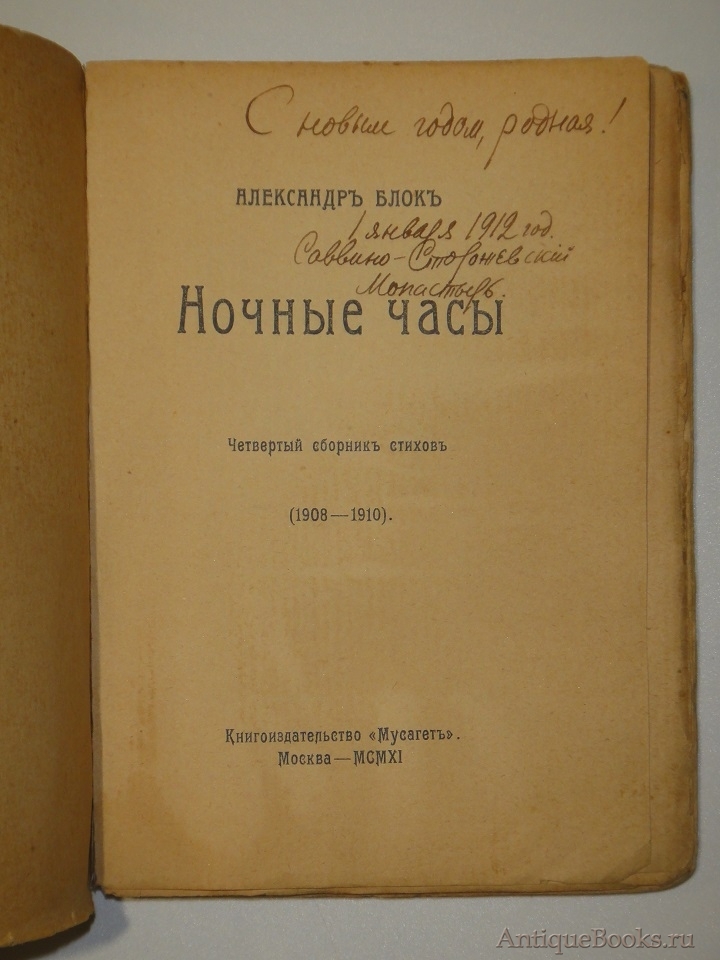 С новым годом, родная!
АЛЕКСАНДРЪ БЛОКЪ
1 января 1912 год.
Саввино-Сторожевскій
Монастырь.
Ночные часы
Четвертый сборникъ стиховъ
(1908—1910).
Книгоиздательство «Мусагетъ».
Москва—MCMXI
AntiqueBooks.ru